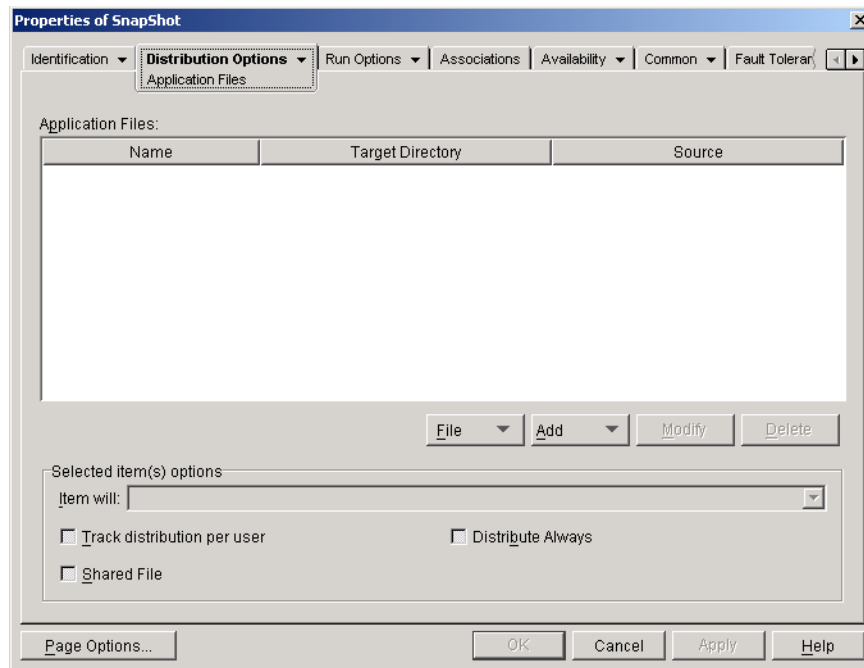 Properties of SnapShot
Identification Distribution Options Run Options Associations Availability Common Fault Toleran
Application Files
Application Files:
Name Target Directory Source
File Add Modify Delete
Selected item(s) options
Item will:
Track distribution per user Distribute Always
Shared File
Page Options... OK Cancel Apply Help